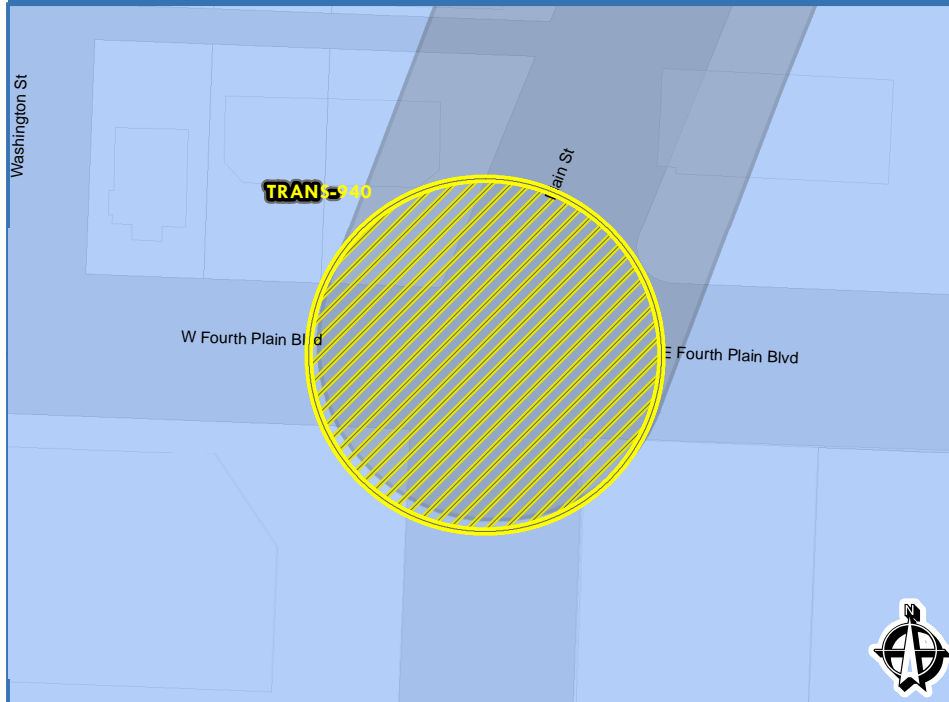 Washington St
TRANS-940
ain St
W Fourth Plain Blvd
E Fourth Plain Blvd
N